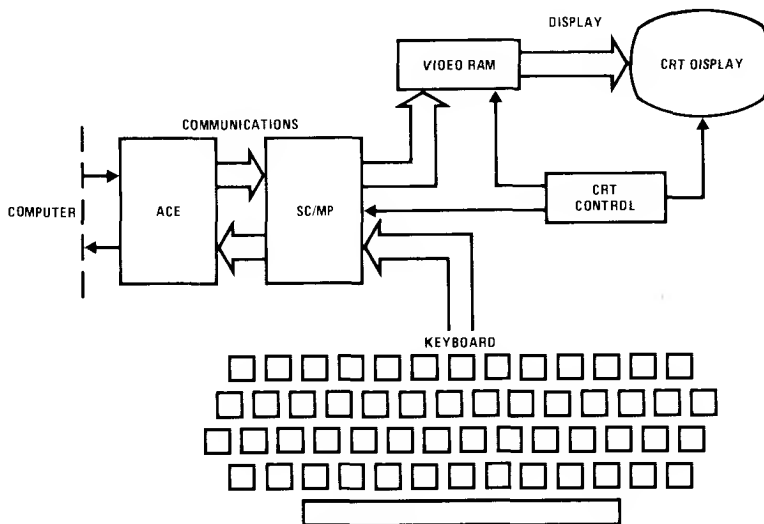 DISPLAY
VIDEO RAM
CRT DISPLAY
COMMUNICATIONS
COMPUTER
ACE
SC/MP
CRT
CONTROL
KEYBOARD